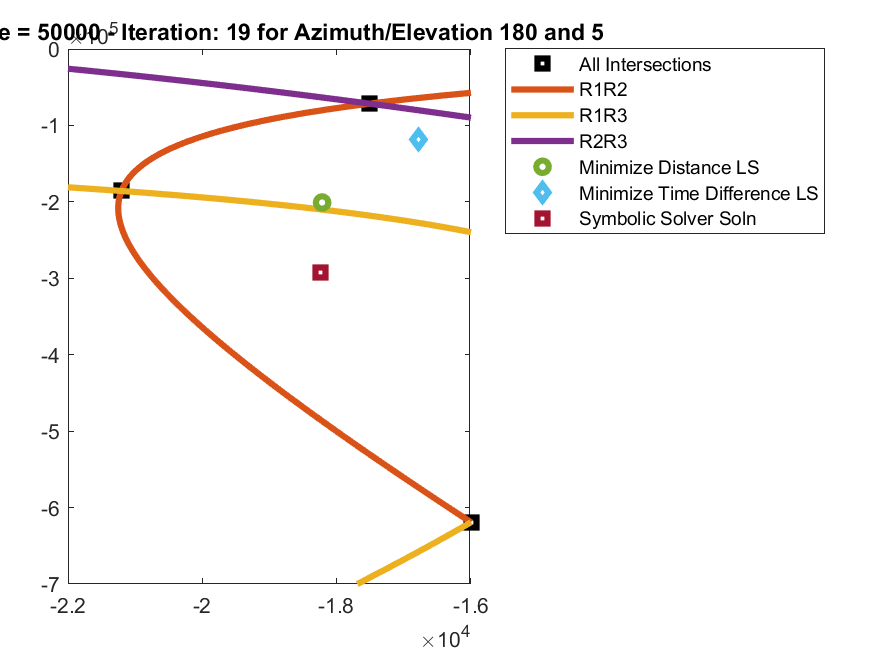 e = 50000 - Iteration: 19 for Azimuth/Elevation 180 and 5
×10^5
0
-1
-2
-3
-4
-5
-6
-7
-2.2 -2 -1.8 -1.6
×10^4
All Intersections
R1R2
R1R3
R2R3
Minimize Distance LS
Minimize Time Difference LS
Symbolic Solver Soln